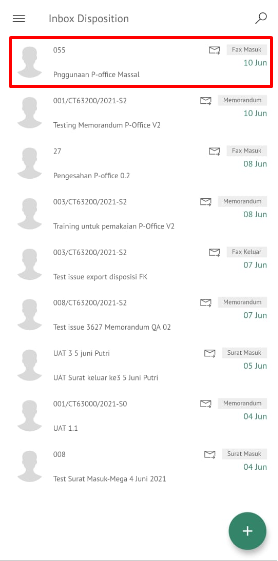 Inbox Disposition
055
Fax Masuk
10 Jun
Pnggunaan P-office Massal
001/CT63200/2021-S2
Memorandum
10 Jun
Testing Memorandum P-Office V2
27
Fax Masuk
08 Jun
Pengesahan P-office 0.2
003/CT63200/2021-S2
Memorandum
08 Jun
Training untuk pemakaian P-Office V2
003/CT63200/2021-S2
Fax Keluar
07 Jun
Test issue export disposisi FK
008/CT63200/2021-S2
Memorandum
07 Jun
Test issue 3627 Memorandum QA 02
UAT 3 5 juni Putri
Surat Masuk
05 Jun
UAT Surat keluar ke3 5 Juni Putri
001/CT63000/2021-S0
Memorandum
04 Jun
UAT 1.1
008
Surat Masuk
04 Jun
Test Surat Masuk-Mega 4 Juni 2021